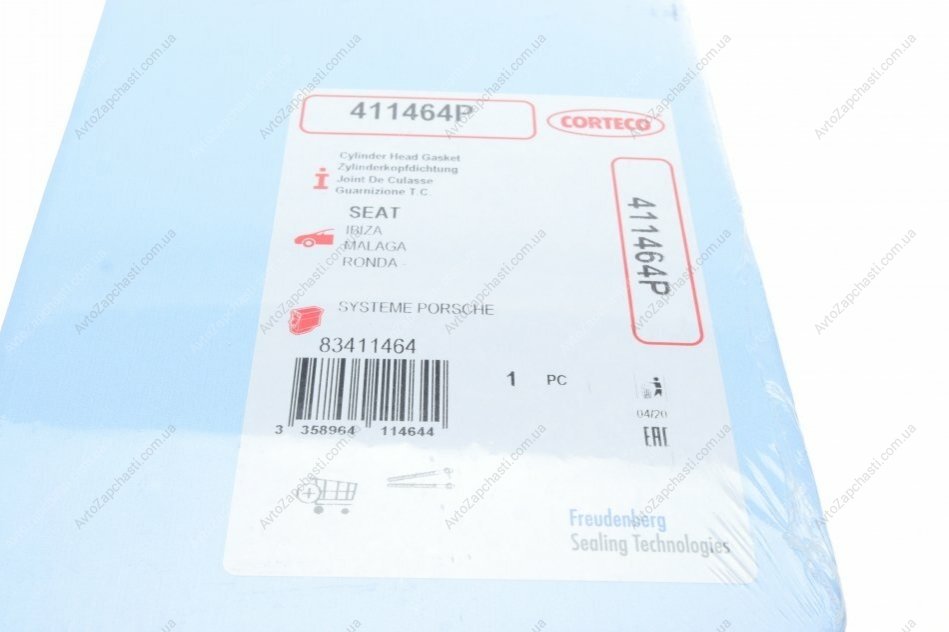 411464P
CORTECO
Cylinder Head Gasket
Zylinderkopfdichtung
Joint De Culasse
Guarnizione T.C.
411464P
SEAT
IBIZA
MALAGA
RONDA -
SYSTEME PORSCHE
83411464
1 PC
04/20
EAC
3 358964 114644
Freudenberg
Sealing Technologies
AvtoZapchasti.com.ua